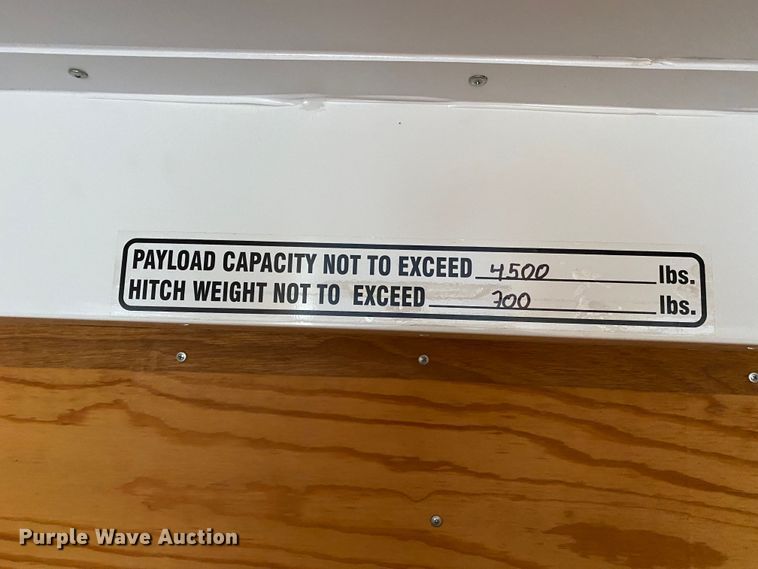 PAYLOAD CAPACITY NOT TO EXCEED 4500 lbs.
HITCH WEIGHT NOT TO EXCEED 700 lbs.
Purple Wave Auction